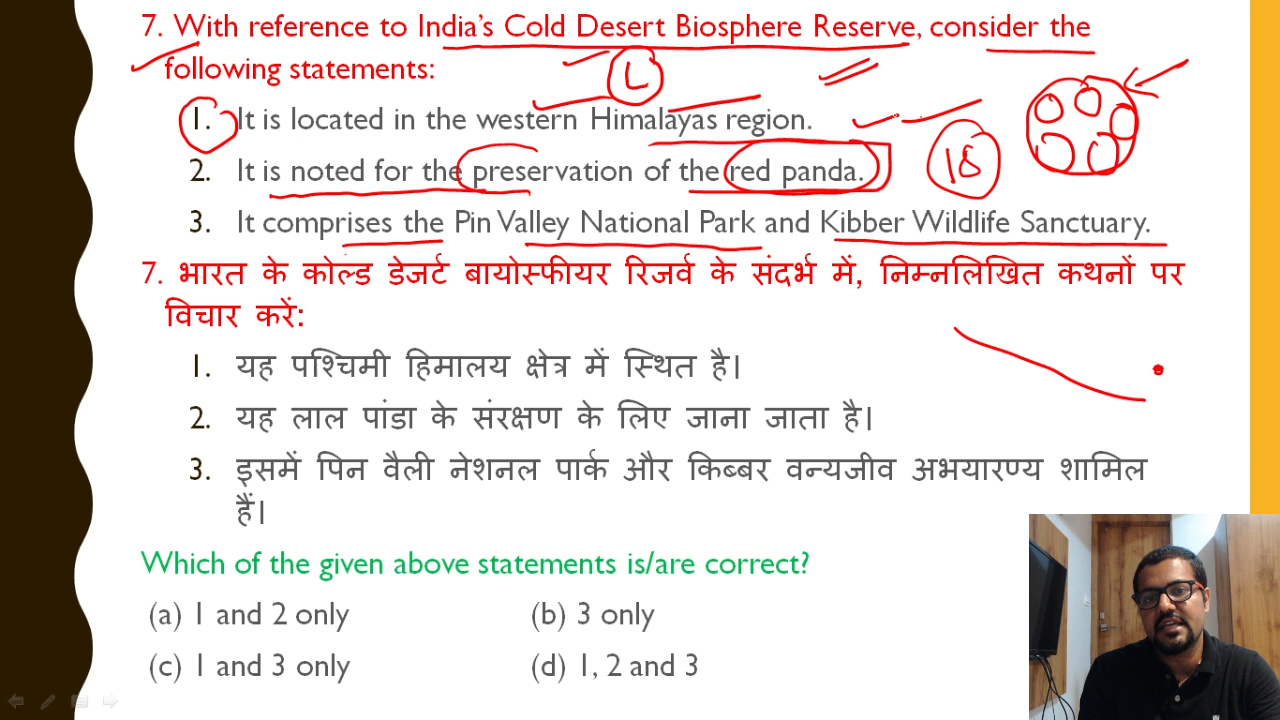 7. With reference to India's Cold Desert Biosphere Reserve, consider the
following statements:
L
1. It is located in the western Himalayas region.
2. It is noted for the preservation of the red panda.
18
3. It comprises the Pin Valley National Park and Kibber Wildlife Sanctuary.
7. भारत के कोल्ड डेजर्ट बायोस्फीयर रिजर्व के संदर्भ में, निम्नलिखित कथनों पर
विचार करें:
1. यह पश्चिमी हिमालय क्षेत्र में स्थित है।
2. यह लाल पांडा के संरक्षण के लिए जाना जाता है।
3. इसमें पिन वैली नेशनल पार्क और किब्बर वन्यजीव अभयारण्य शामिल
हैं।
Which of the given above statements is/are correct?
(a) 1 and 2 only (b) 3 only
(c) 1 and 3 only (d) 1, 2 and 3